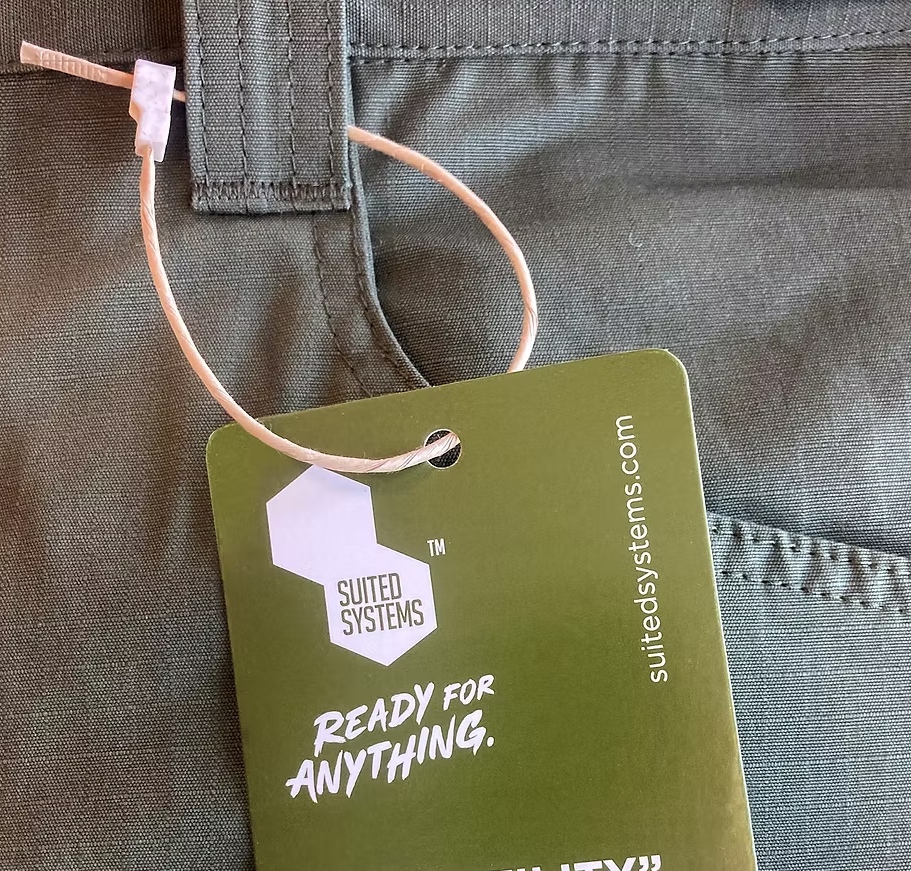 TM
SUITED
SYSTEMS
READY FOR
ANYTHING.
suitedsystems.com